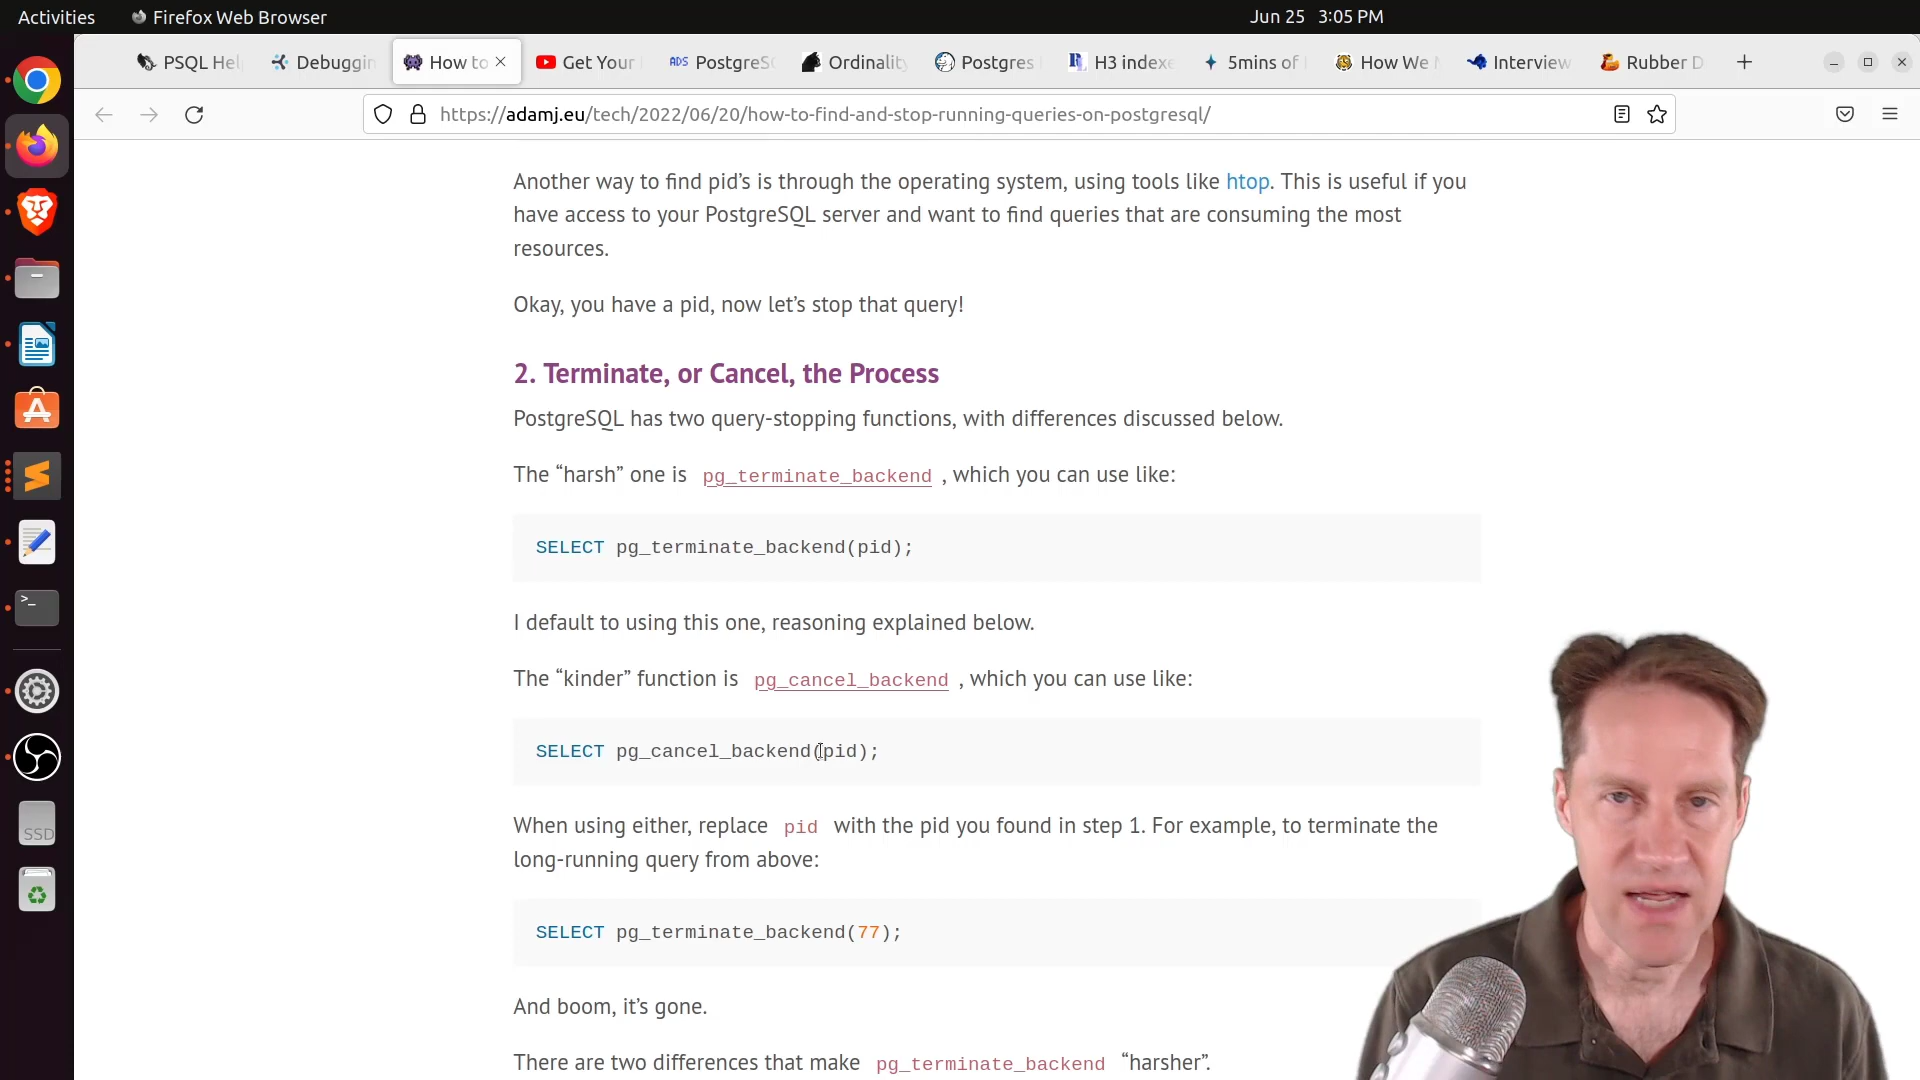 Activities
Firefox Web Browser
Jun 25 3:05 PM
PSQL Hel
Debuggin
How to
Get Your
ADS PostgreSQ
Ordinality
Postgres
H3 indexe
5mins of
How We
Interview
Rubber D
https://adamj.eu/tech/2022/06/20/how-to-find-and-stop-running-queries-on-postgresql/
Another way to find pid’s is through the operating system, using tools like htop. This is useful if you
have access to your PostgreSQL server and want to find queries that are consuming the most
resources.
Okay, you have a pid, now let’s stop that query!
2. Terminate, or Cancel, the Process
PostgreSQL has two query-stopping functions, with differences discussed below.
The “harsh” one is pg_terminate_backend , which you can use like:
SELECT pg_terminate_backend(pid);
I default to using this one, reasoning explained below.
The “kinder” function is pg_cancel_backend , which you can use like:
SELECT pg_cancel_backend(pid);
When using either, replace pid with the pid you found in step 1. For example, to terminate the
long-running query from above:
SELECT pg_terminate_backend(77);
And boom, it’s gone.
There are two differences that make pg_terminate_backend “harsher”.
SSD